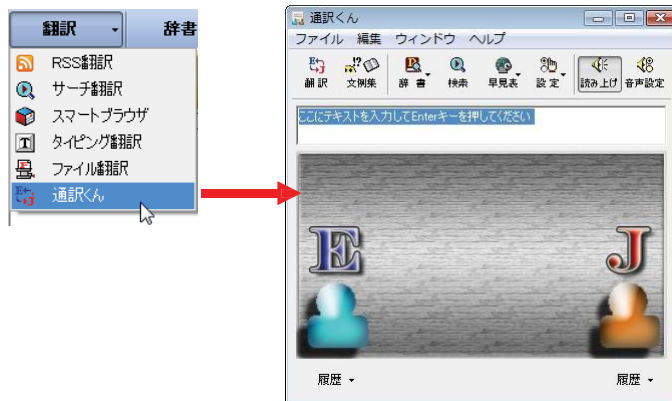 翻訳 辞書
RSS翻訳
サーチ翻訳
スマートブラウザ
タイピング翻訳
ファイル翻訳
通訳くん
通訳くん
ファイル 編集 ウィンドウ ヘルプ
翻訳 文例集 辞書 検索 早見表 設定 読み上げ 音声設定
ここにテキストを入力してEnterキーを押してください
E J
履歴 履歴